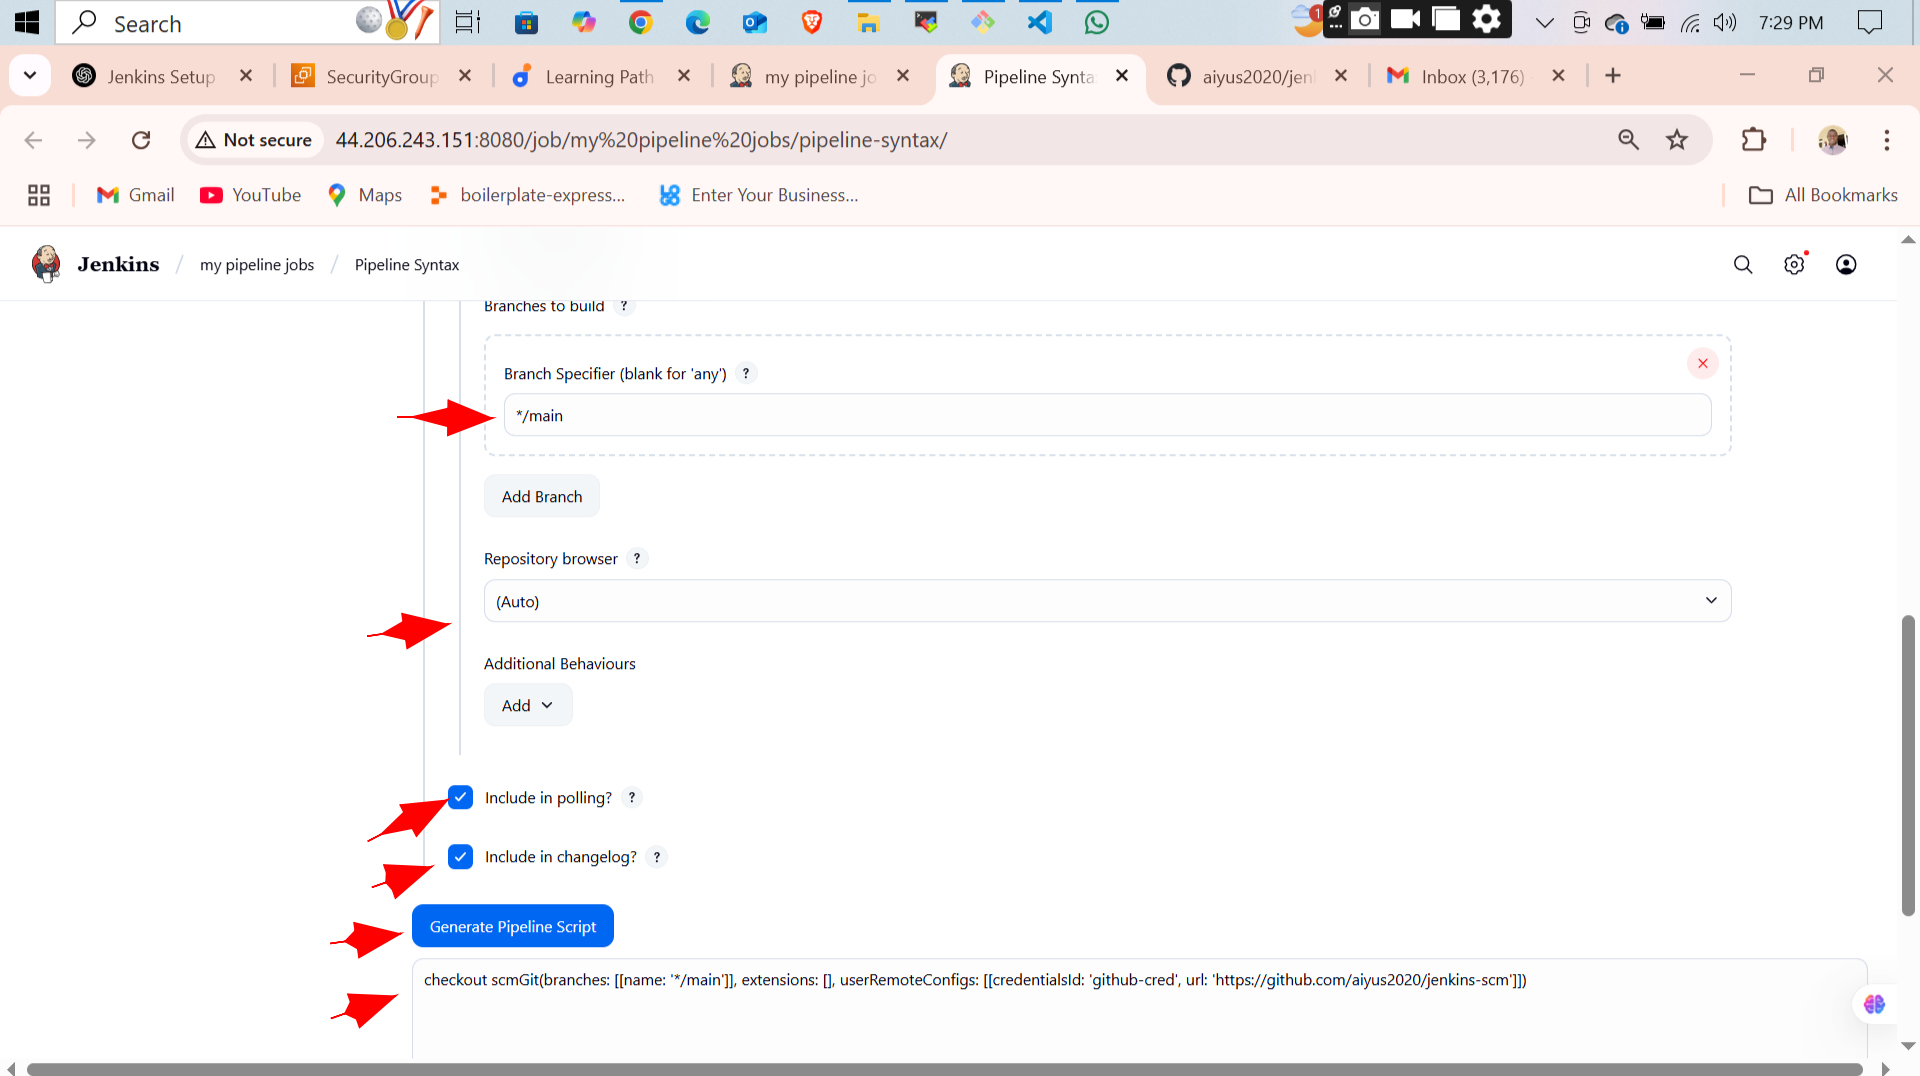 Search
1
7:29 PM
Jenkins Setup
SecurityGroup
Learning Path
my pipeline jo
Pipeline Synta
aiyus2020/jen
Inbox (3,176)
Not secure
44.206.243.151:8080/job/my%20pipeline%20jobs/pipeline-syntax/
Gmail
YouTube
Maps
boilerplate-express...
Enter Your Business...
All Bookmarks
Jenkins / my pipeline jobs / Pipeline Syntax
Branches to build ?
Branch Specifier (blank for 'any') ?
*/main
Add Branch
Repository browser ?
(Auto)
Additional Behaviours
Add
Include in polling? ?
Include in changelog? ?
Generate Pipeline Script
checkout scmGit(branches: [[name: '*/main']], extensions: [], userRemoteConfigs: [[credentialsId: 'github-cred', url: 'https://github.com/aiyus2020/jenkins-scm']])